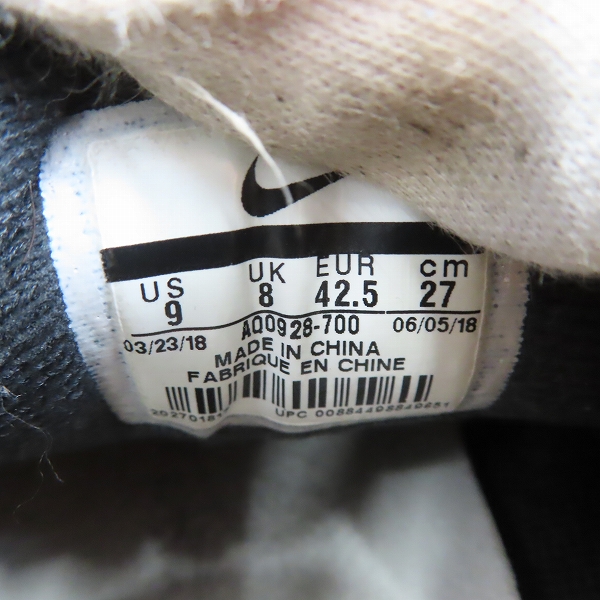 US UK EUR cm
9 8 42.5 27
03/23/18 AQ0928-700 06/05/18
MADE IN CHINA
FABRIQUE EN CHINE
UPC